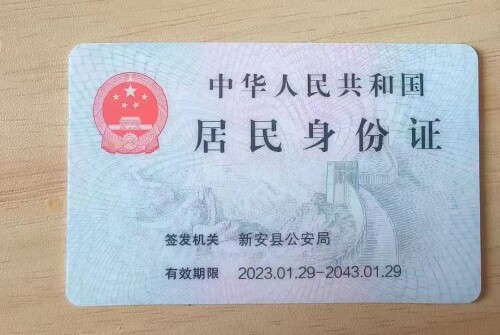 中华人民共和国
居民身份证
签发机关 新安县公安局
有效期限 2023.01.29-2043.01.29